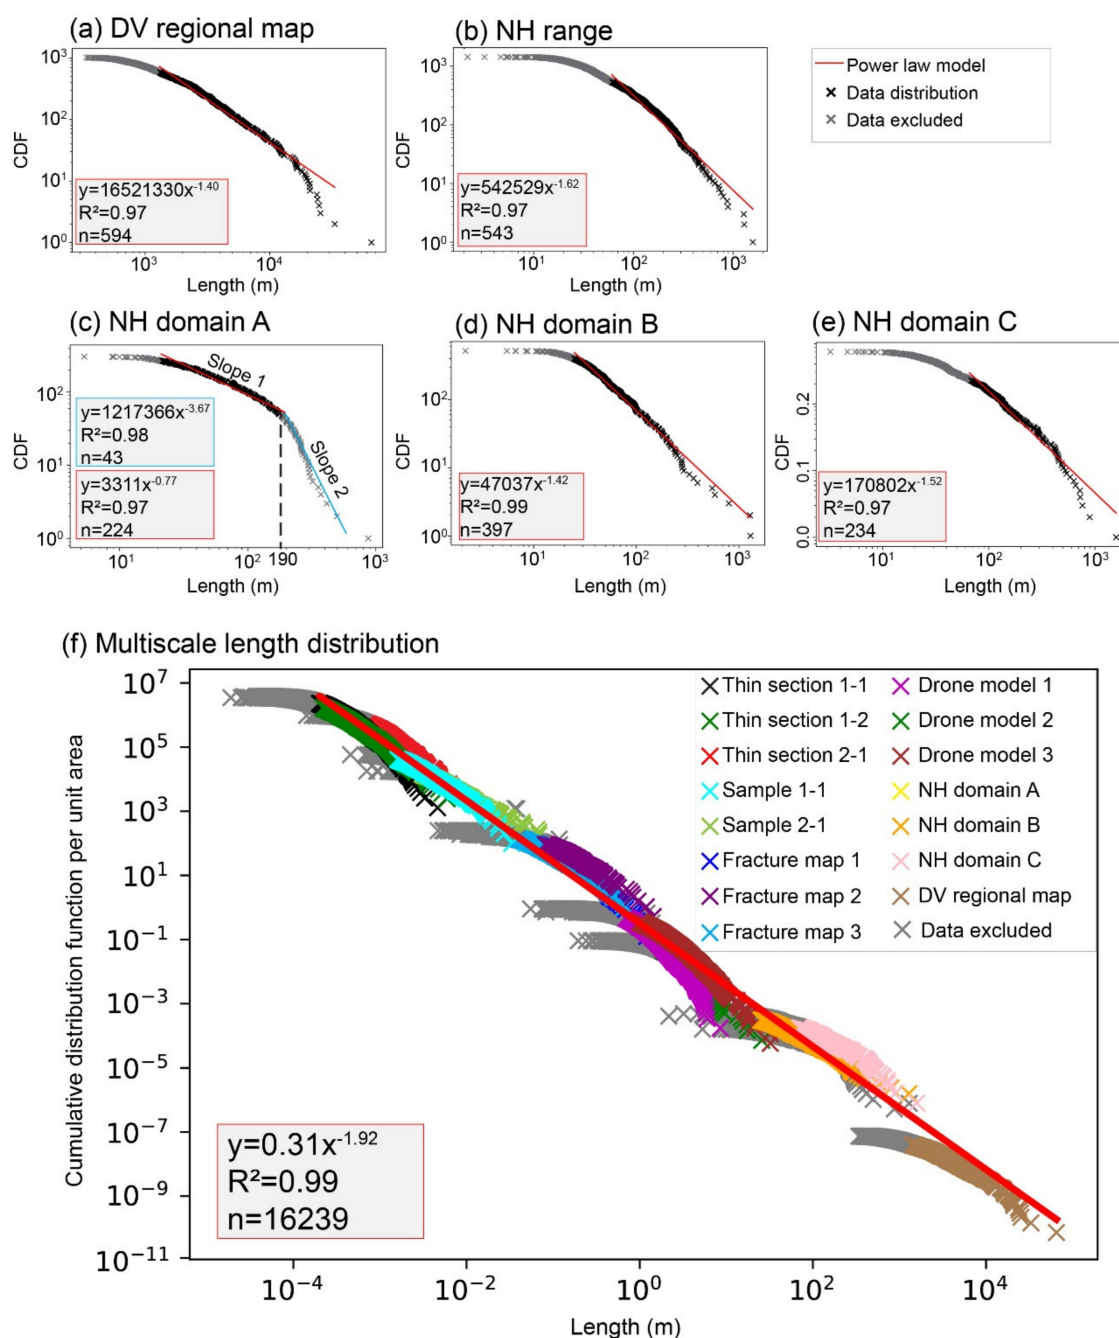 (a) DV regional map
10³
10²
10¹
10⁰
CDF
y=16521330x⁻¹·⁴⁰
R²=0.97
n=594
10³
10⁴
Length (m)
(b) NH range
10³
10²
10¹
10⁰
CDF
y=542529x⁻¹·⁶²
R²=0.97
n=543
10¹
10²
10³
Length (m)
Power law model
Data distribution
Data excluded
(c) NH domain A
10²
10¹
10⁰
CDF
Slope 1
Slope 2
y=1217366x⁻³·⁶⁷
R²=0.98
n=43
y=3311x⁻⁰·⁷⁷
R²=0.97
n=224
10¹
10²
190
10³
Length (m)
(d) NH domain B
10²
10¹
10⁰
CDF
y=47037x⁻¹·⁴²
R²=0.99
n=397
10¹
10²
10³
Length (m)
(e) NH domain C
0.2
0.1
0.0
CDF
y=170802x⁻¹·⁵²
R²=0.97
n=234
10¹
10²
10³
Length (m)
(f) Multiscale length distribution
Cumulative distribution function per unit area
10⁷
10⁵
10³
10¹
10⁻¹
10⁻³
10⁻⁵
10⁻⁷
10⁻⁹
10⁻¹¹
Thin section 1-1
Thin section 1-2
Thin section 2-1
Sample 1-1
Sample 2-1
Fracture map 1
Fracture map 2
Fracture map 3
Drone model 1
Drone model 2
Drone model 3
NH domain A
NH domain B
NH domain C
DV regional map
Data excluded
y=0.31x⁻¹·⁹²
R²=0.99
n=16239
10⁻⁴
10⁻²
10⁰
10²
10⁴
Length (m)